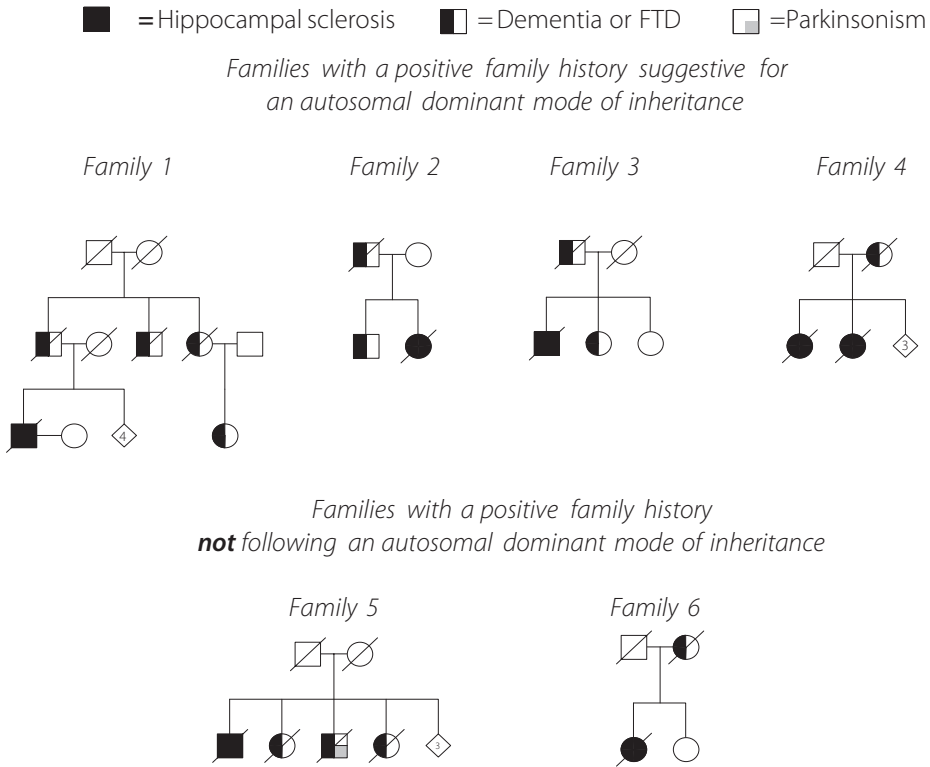 =Hippocampal sclerosis =Dementia or FTD =Parkinsonism
Families with a positive family history suggestive for
an autosomal dominant mode of inheritance
Family 1 Family 2 Family 3 Family 4
3
4
Families with a positive family history
not following an autosomal dominant mode of inheritance
Family 5 Family 6
3